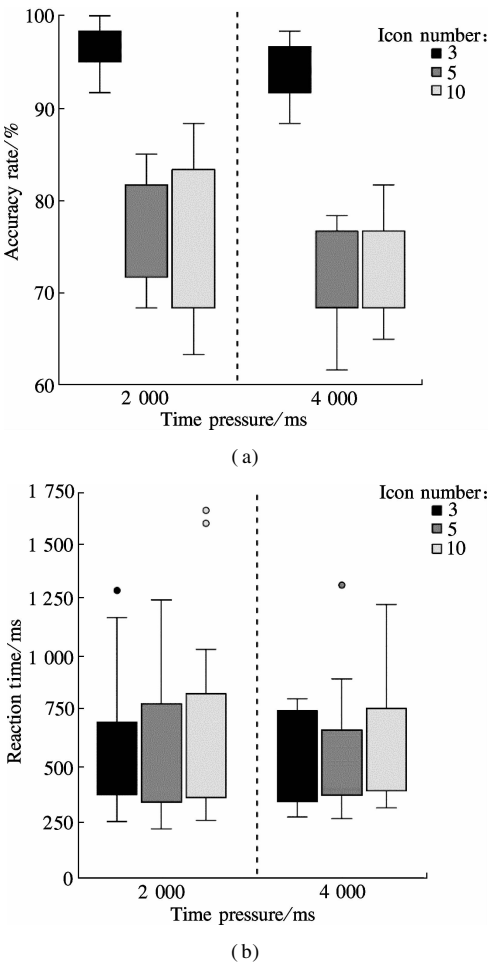 100
90
80
70
60
Accuracy rate/%
Icon number:
3
5
10
2 000
4 000
Time pressure/ms
(a)
1 750
1 500
1 250
1 000
750
500
250
0
Reaction time/ms
Icon number:
3
5
10
2 000
4 000
Time pressure/ms
(b)